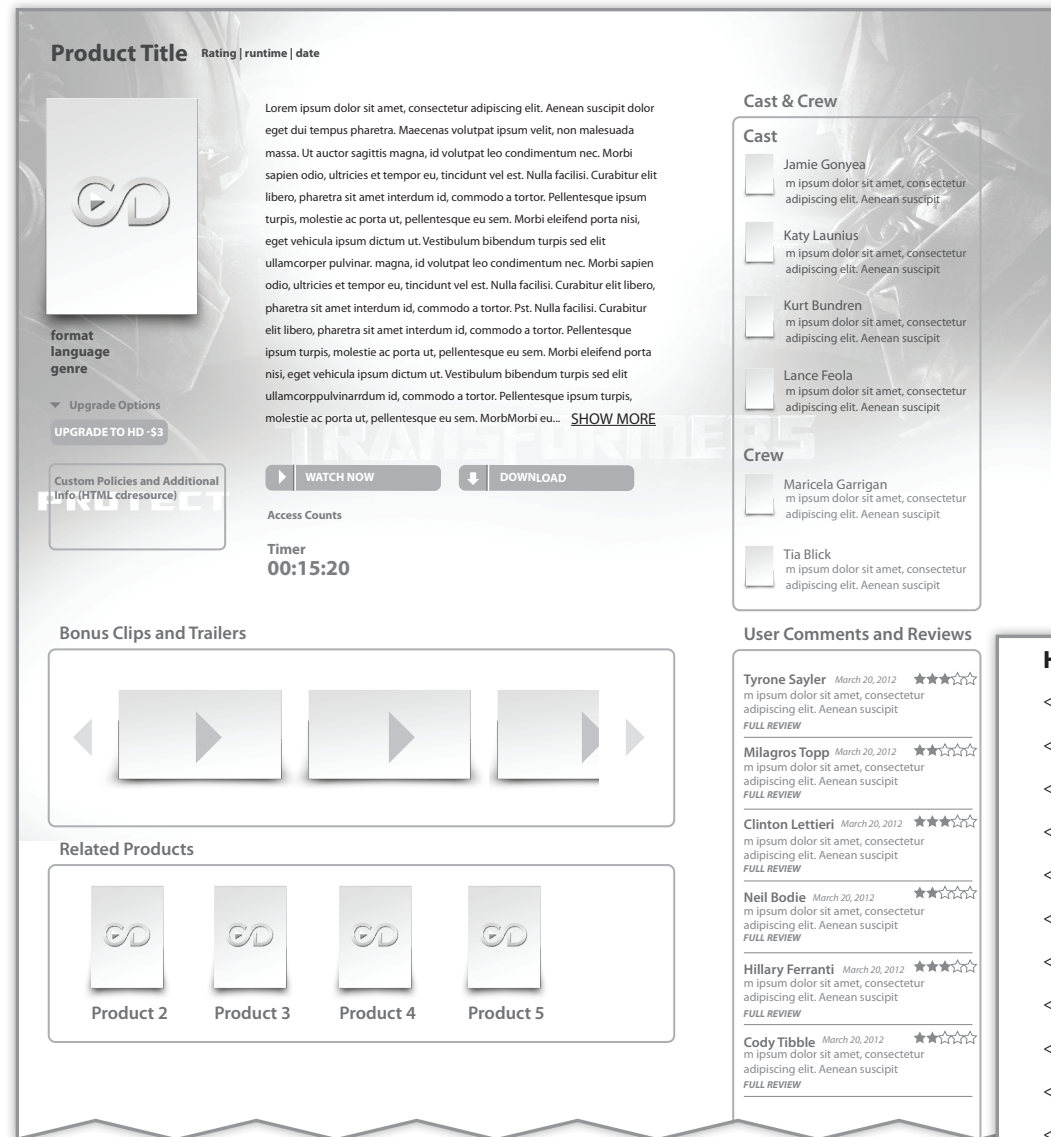 Product Title Rating | runtime | date
Lorem ipsum dolor sit amet, consectetur adipiscing elit. Aenean suscipit dolor
eget dui tempus pharetra. Maecenas volutpat ipsum velit, non malesuada
massa. Ut auctor sagittis magna, id volutpat leo condimentum nec. Morbi
sapien odio, ultricies et tempor eu, tincidunt vel est. Nulla facilisi. Curabitur elit
libero, pharetra sit amet interdum id, commodo a tortor. Pellentesque ipsum
turpis, molestie ac porta ut, pellentesque eu sem. Morbi eleifend porta nisi,
eget vehicula ipsum dictum ut. Vestibulum bibendum turpis sed elit
ullamcorper pulvinar. magna, id volutpat leo condimentum nec. Morbi sapien
odio, ultricies et tempor eu, tincidunt vel est. Nulla facilisi. Curabitur elit libero,
pharetra sit amet interdum id, commodo a tortor. Pst. Nulla facilisi. Curabitur
elit libero, pharetra sit amet interdum id, commodo a tortor. Pellentesque
ipsum turpis, molestie ac porta ut, pellentesque eu sem. Morbi eleifend porta
nisi, eget vehicula ipsum dictum ut. Vestibulum bibendum turpis sed elit
ullamcorppulvinardum id, commodo a tortor. Pellentesque ipsum turpis,
molestie ac porta ut, pellentesque eu sem. MorbMorbi eu... SHOW MORE
format
language
genre
Upgrade Options
UPGRADE TO HD -$3
Custom Policies and Additional
Info (HTML cdresource)
PROTECT
TRANSFORMERS
WATCH NOW
DOWNLOAD
Access Counts
Timer
00:15:20
Cast & Crew
Cast
Jamie Gonyea
m ipsum dolor sit amet, consectetur
adipiscing elit. Aenean suscipit
Katy Launius
m ipsum dolor sit amet, consectetur
adipiscing elit. Aenean suscipit
Kurt Bundren
m ipsum dolor sit amet, consectetur
adipiscing elit. Aenean suscipit
Lance Feola
m ipsum dolor sit amet, consectetur
adipiscing elit. Aenean suscipit
Crew
Maricela Garrigan
m ipsum dolor sit amet, consectetur
adipiscing elit. Aenean suscipit
Tia Blick
m ipsum dolor sit amet, consectetur
adipiscing elit. Aenean suscipit
Bonus Clips and Trailers
Related Products
Product 2
Product 3
Product 4
Product 5
User Comments and Reviews
Tyrone Sayler March 20, 2012
m ipsum dolor sit amet, consectetur
adipiscing elit. Aenean suscipit
FULL REVIEW
Milagros Topp March 20, 2012
m ipsum dolor sit amet, consectetur
adipiscing elit. Aenean suscipit
FULL REVIEW
Clinton Lettieri March 20, 2012
m ipsum dolor sit amet, consectetur
adipiscing elit. Aenean suscipit
FULL REVIEW
Neil Bodie March 20, 2012
m ipsum dolor sit amet, consectetur
adipiscing elit. Aenean suscipit
FULL REVIEW
Hillary Ferranti March 20, 2012
m ipsum dolor sit amet, consectetur
adipiscing elit. Aenean suscipit
FULL REVIEW
Cody Tibble March 20, 2012
m ipsum dolor sit amet, consectetur
adipiscing elit. Aenean suscipit
FULL REVIEW